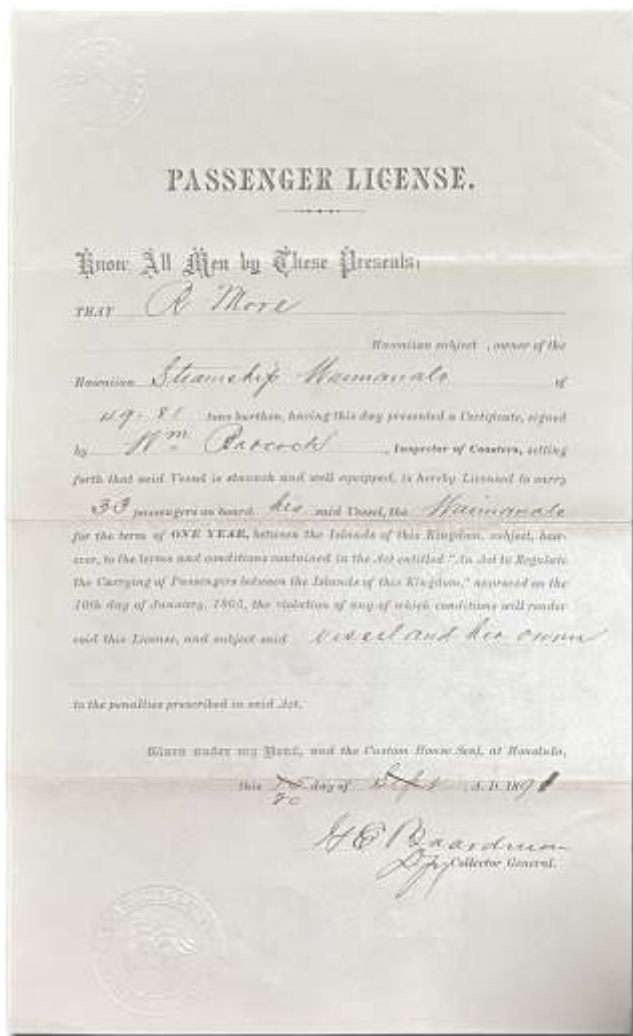 PASSENGER LICENSE.
Know All Men by These Presents:
THAT R More
Hawaiian subject, owner of the
Hawaiian Steamship Waimanalo of
49-81 tons burthen, having this day presented a Certificate, signed
by Wm Babcock, Inspector of Coasters, setting
forth that said Vessel is staunch and well equipped, is hereby Licensed to carry
33 passengers on board her said Vessel, the Waimanalo
for the term of ONE YEAR, between the Islands of this Kingdom, subject, how-
ever, to the terms and conditions contained in the Act entitled "An Act to Regulate
the Carrying of Passengers between the Islands of this Kingdom," approved on the
10th day of January, 1865, the violation of any of which conditions will render
void this License, and subject said vessel and her owner
to the penalties prescribed in said Act.
Given under my Hand, and the Custom House Seal, at Honolulu,
this day of Sept A. D. 1891
G E Boardman
Dpy Collector General.